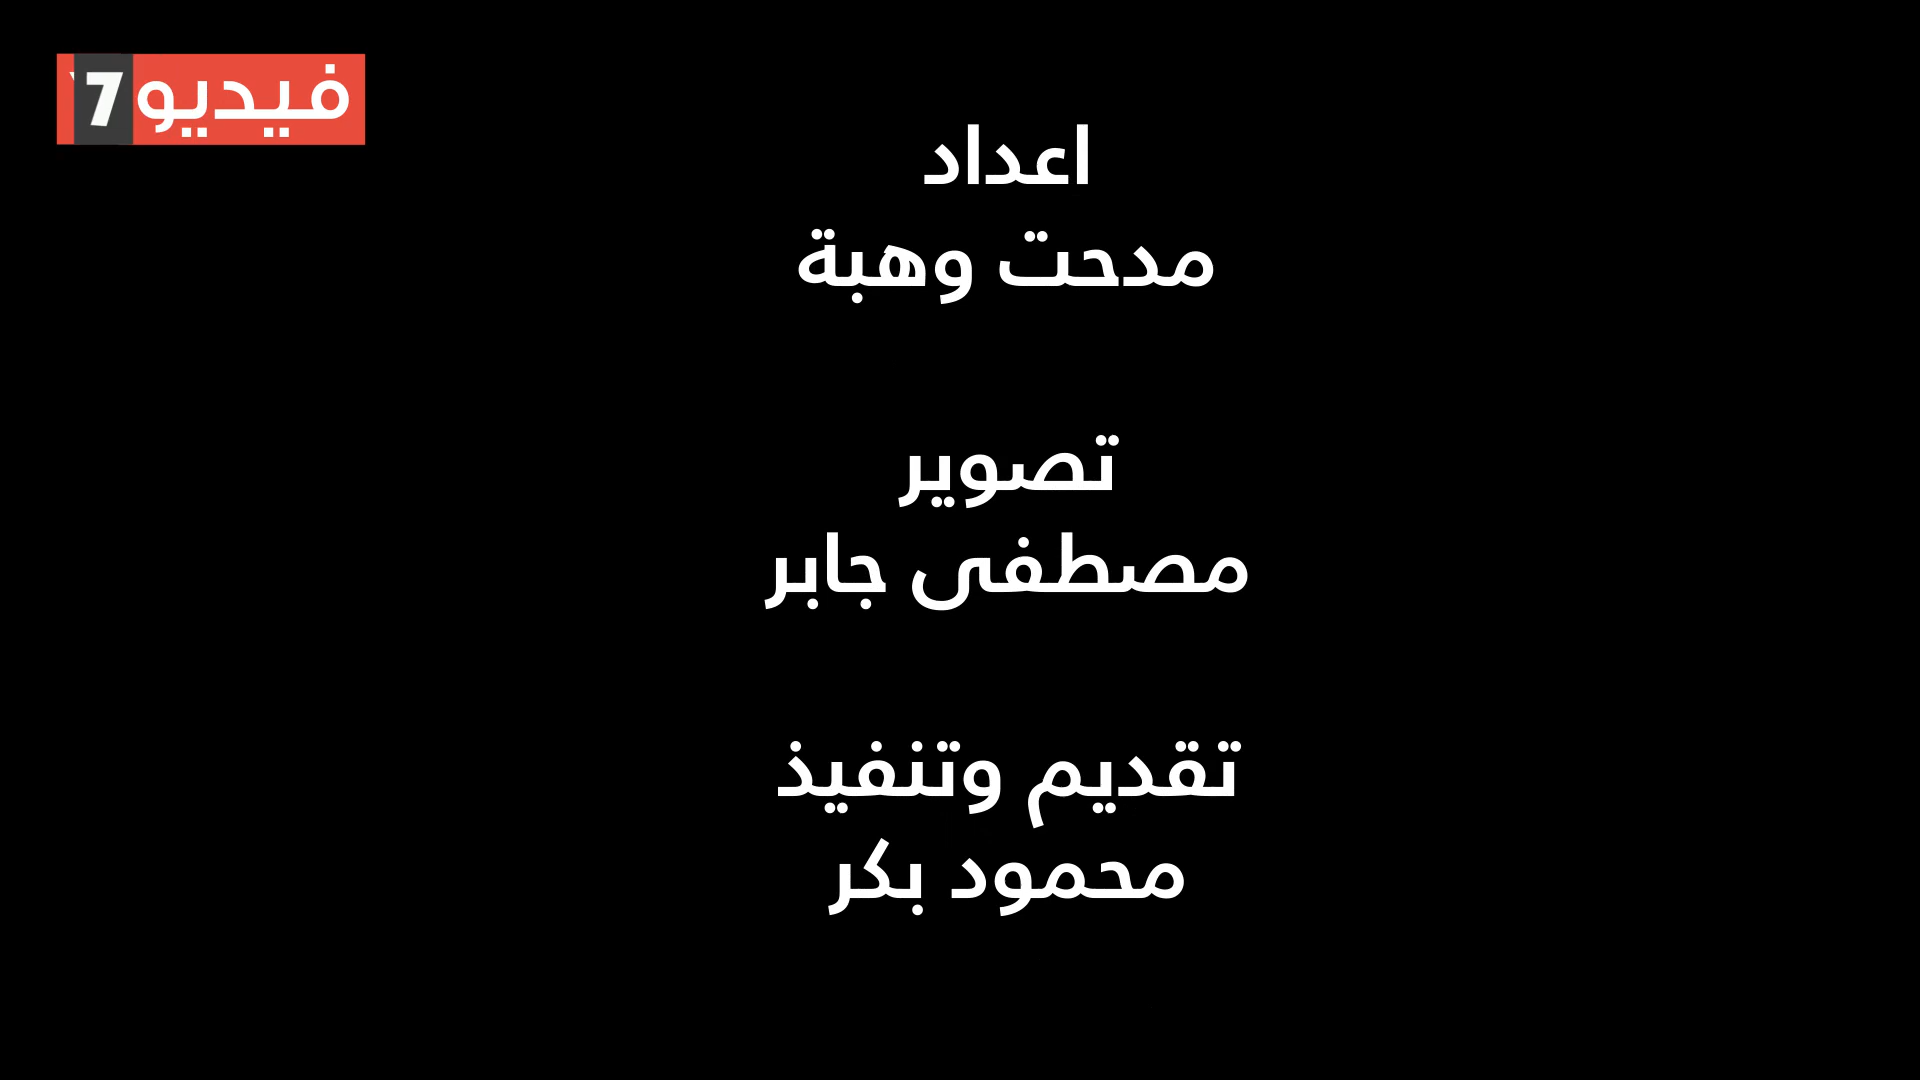 فيديو7
اعداد
مدحت وهبة
تصوير
مصطفى جابر
تقديم وتنفيذ
محمود بكر